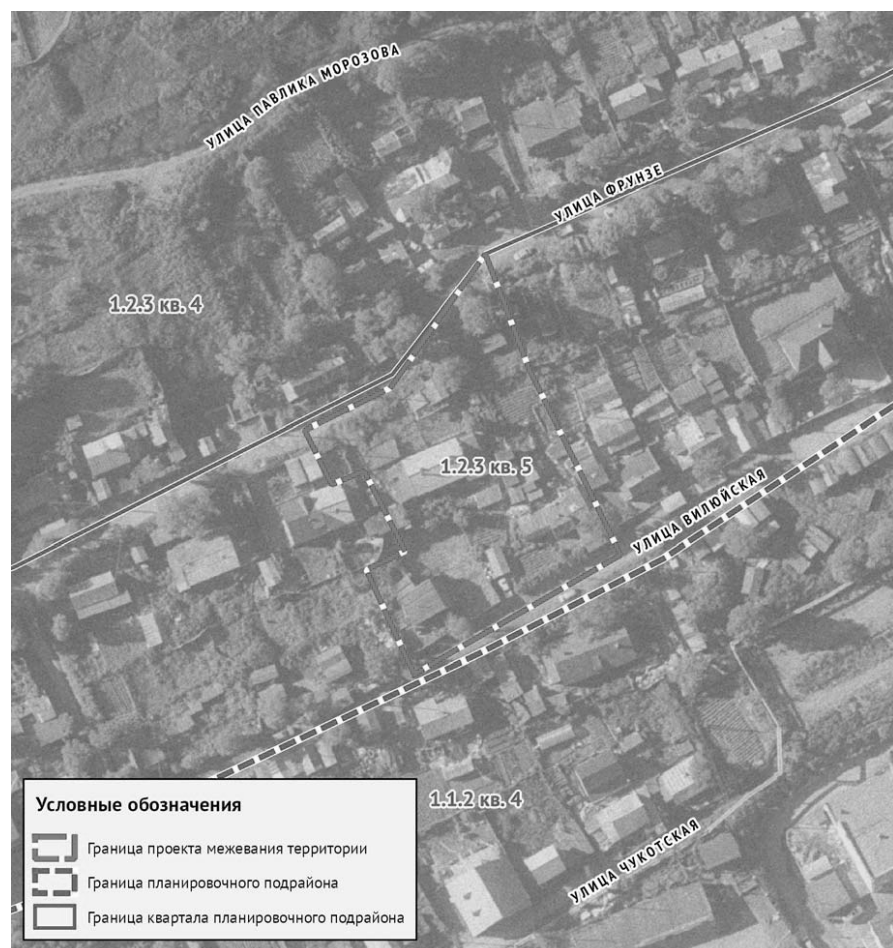 УЛИЦА ПАВЛИКА МОРОЗОВА
УЛИЦА ФРУНЗЕ
1.2.3 кв. 4
1.2.3 кв. 5
УЛИЦА ВИЛЮЙСКАЯ
1.1.2 кв. 4
УЛИЦА ЧУКОТСКАЯ
Условные обозначения
Граница проекта межевания территории
Граница планировочного подрайона
Граница квартала планировочного подрайона